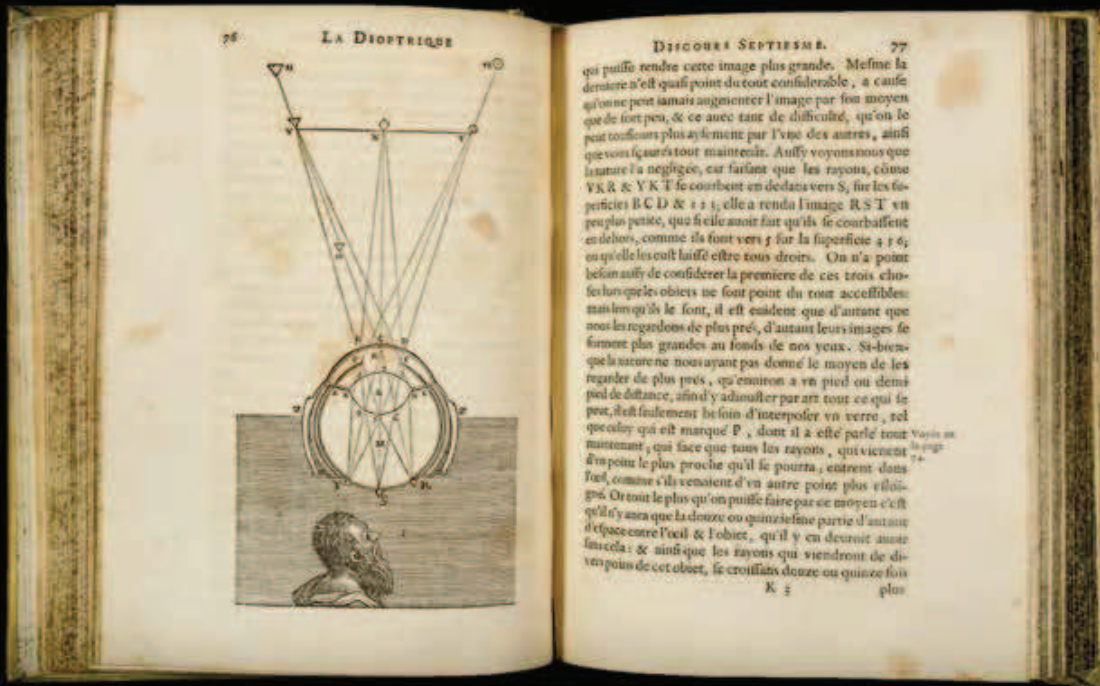 76 LA DIOPTRIQUE
DISCOURS SEPTIESME. 77
qui puisse rendre cette image plus grande. Mesme la
derniere n'est quasi point du tout considerable, a cause
qu'on ne peut iamais augmenter l'image par son moyen
que de fort peu, & ce auec tant de difficulté, qu'on le
peut tousiours plus aysement par l'vne des autres, ainsi
que vous sçaurés tout maintenãt. Aussy voyons nous que
la nature l'a negligée, car faisant que les rayons, cõme
VKR & YKT se courbent en dedans vers S, sur les su-
perficies BCD & 1 2 3, elle a rendu l'image RST vn
peu plus petite, que si elle auoit fait qu'ils se courbassent
en dehors, comme ils font vers 5 sur la superficie 4 5 6,
ou qu'elle les eust laissé estre tous droits. On n'a point
besoin aussy de considerer la premiere de ces trois cho-
ses lors que les obiets ne sont point du tout accessibles:
mais lors qu'ils le sont, il est euident que d'autant que
nous les regardons de plus prés, d'autant leurs images se
forment plus grandes au fonds de nos yeux. Si-bien-
que la nature ne nous ayant pas donné le moyen de les
regarder de plus prés, qu'enuiron a vn pied ou demi
pied de distance, afin d'y adiouster par art tout ce qui se
peut, il est seulement besoin d'interposer vn verre, tel
que celuy qui est marqué P, dont il a esté parlé tout
maintenant, qui face que tous les rayons, qui vienent
d'vn point le plus proche qu'il se pourra, entrent dans
l'œil, comme s'ils venoient d'vn autre point plus esloi-
gné. Or tout le plus qu'on puisse faire par ce moyen c'est
qu'il n'y aura que la douze ou quinziesme partie d'autant
d'espace entre l'œil & l'obiet, qu'il y en deuroit auoir
sans cela: & ainsi que les rayons qui viendront de di-
vers poins de cet obiet, se croissans douze ou quinze fois
K 3 plus
Voyés en
la page